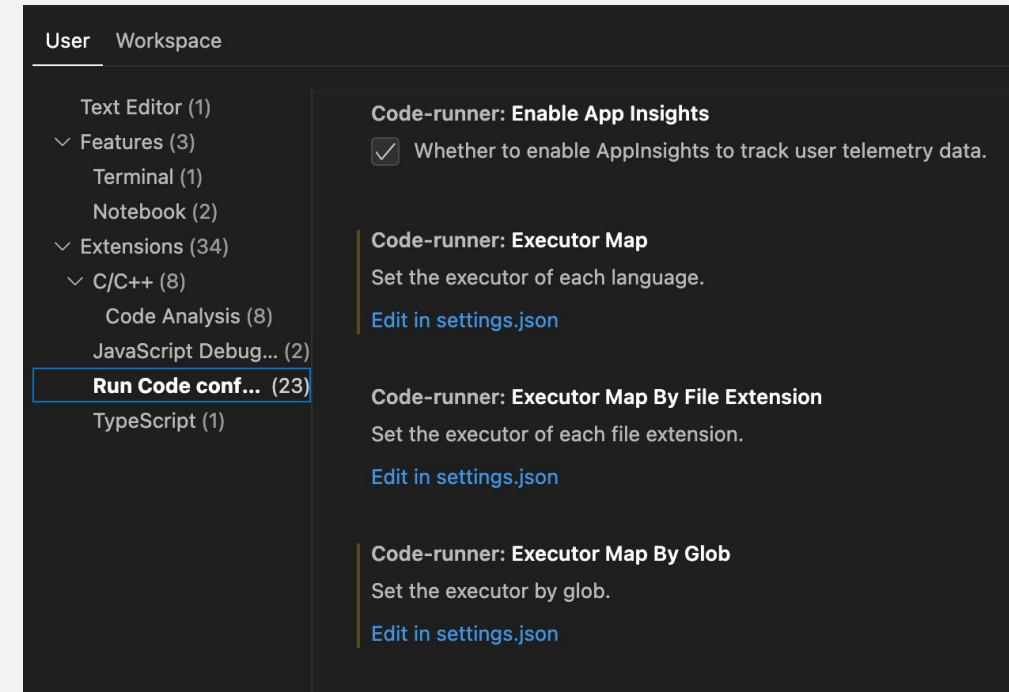 User Workspace
Text Editor (1)
Features (3)
Terminal (1)
Notebook (2)
Extensions (34)
C/C++ (8)
Code Analysis (8)
JavaScript Debug... (2)
Run Code conf... (23)
TypeScript (1)
Code-runner: Enable App Insights
Whether to enable AppInsights to track user telemetry data.
Code-runner: Executor Map
Set the executor of each language.
Edit in settings.json
Code-runner: Executor Map By File Extension
Set the executor of each file extension.
Edit in settings.json
Code-runner: Executor Map By Glob
Set the executor by glob.
Edit in settings.json